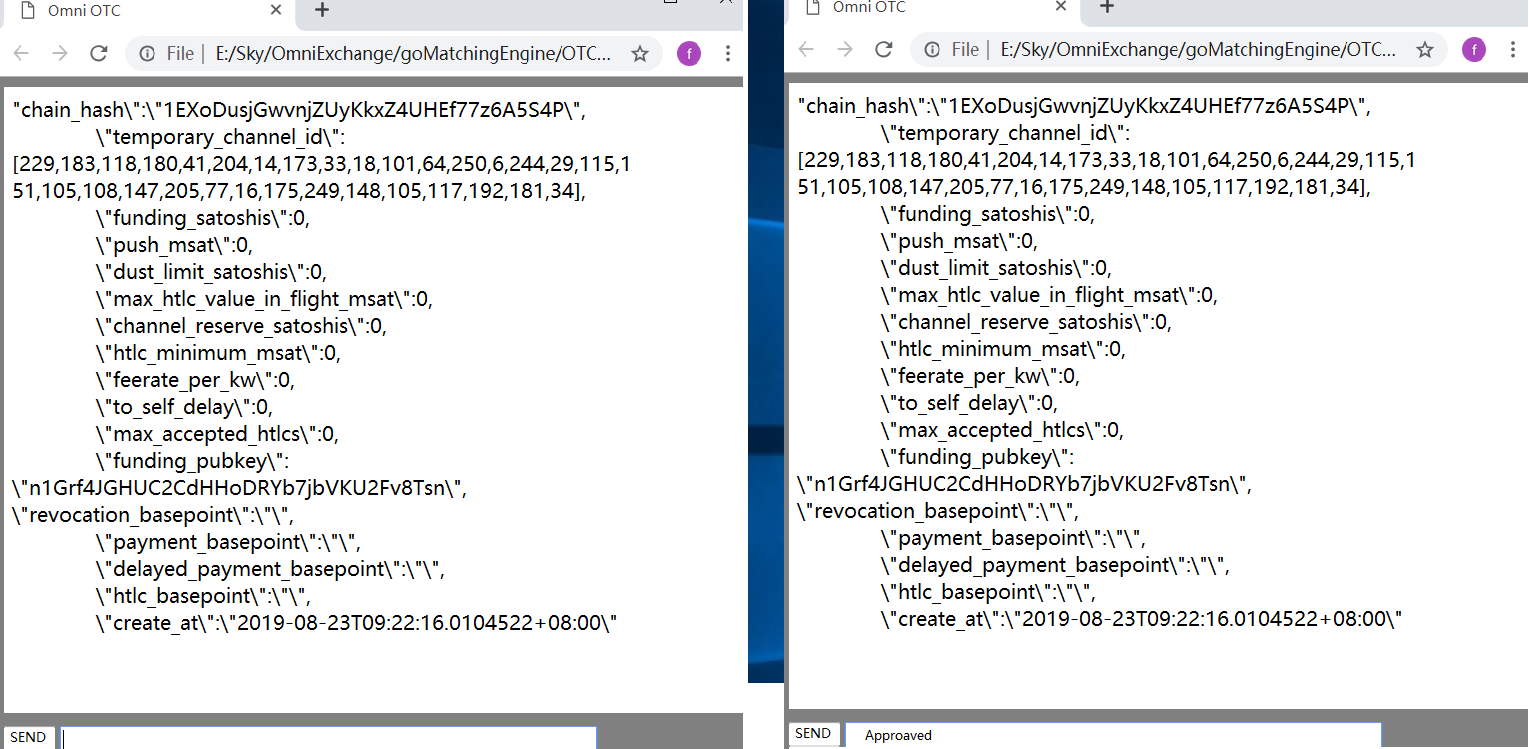 Omni OTC
File | E:/Sky/OmniExchange/goMatchingEngine/OTC...
f
"chain_hash\":\"1EXoDusjGwvnjZUyKkxZ4UHEf77z6A5S4P\",
\"temporary_channel_id\":
[229,183,118,180,41,204,14,173,33,18,101,64,250,6,244,29,115,1
51,105,108,147,205,77,16,175,249,148,105,117,192,181,34],
\"funding_satoshis\":0,
\"push_msat\":0,
\"dust_limit_satoshis\":0,
\"max_htlc_value_in_flight_msat\":0,
\"channel_reserve_satoshis\":0,
\"htlc_minimum_msat\":0,
\"feerate_per_kw\":0,
\"to_self_delay\":0,
\"max_accepted_htlcs\":0,
\"funding_pubkey\":
\"n1Grf4JGHUC2CdHHoDRYb7jbVKU2Fv8Tsn\",
\"revocation_basepoint\":\"\",
\"payment_basepoint\":\"\",
\"delayed_payment_basepoint\":\"\",
\"htlc_basepoint\":\"\",
\"create_at\":\"2019-08-23T09:22:16.0104522+08:00\"
SEND
Omni OTC
File | E:/Sky/OmniExchange/goMatchingEngine/OTC...
f
"chain_hash\":\"1EXoDusjGwvnjZUyKkxZ4UHEf77z6A5S4P\",
\"temporary_channel_id\":
[229,183,118,180,41,204,14,173,33,18,101,64,250,6,244,29,115,1
51,105,108,147,205,77,16,175,249,148,105,117,192,181,34],
\"funding_satoshis\":0,
\"push_msat\":0,
\"dust_limit_satoshis\":0,
\"max_htlc_value_in_flight_msat\":0,
\"channel_reserve_satoshis\":0,
\"htlc_minimum_msat\":0,
\"feerate_per_kw\":0,
\"to_self_delay\":0,
\"max_accepted_htlcs\":0,
\"funding_pubkey\":
\"n1Grf4JGHUC2CdHHoDRYb7jbVKU2Fv8Tsn\",
\"revocation_basepoint\":\"\",
\"payment_basepoint\":\"\",
\"delayed_payment_basepoint\":\"\",
\"htlc_basepoint\":\"\",
\"create_at\":\"2019-08-23T09:22:16.0104522+08:00\"
SEND Approaved